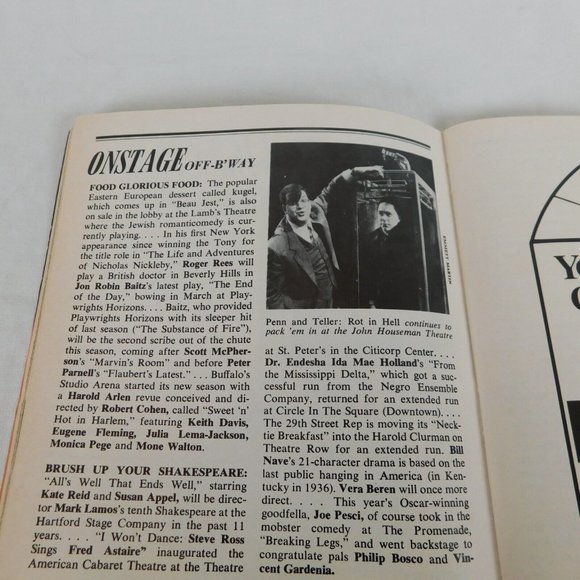 ONSTAGE OFF-B'WAY
FOOD GLORIOUS FOOD: The popular
Eastern European dessert called kugel,
which comes up in "Beau Jest," is also
on sale in the lobby at the Lamb's Theatre
where the Jewish romanticomedy is cur-
rently playing. . . . In his first New York
appearance since winning the Tony for
the title role in "The Life and Adventures
of Nicholas Nickleby," Roger Rees will
play a British doctor in Beverly Hills in
Jon Robin Baitz's latest play, "The End
of the Day," bowing in March at Play-
wrights Horizons. . . . Baitz, who provided
Playwrights Horizons with its sleeper hit
of last season ("The Substance of Fire"),
will be the second scribe out of the chute
this season, coming after Scott McPher-
son's "Marvin's Room" and before Peter
Parnell's "Flaubert's Latest." . . . Buffalo's
Studio Arena started its new season with
a Harold Arlen revue conceived and di-
rected by Robert Cohen, called "Sweet 'n'
Hot in Harlem," featuring Keith Davis,
Eugene Fleming, Julia Lema-Jackson,
Monica Pege and Mone Walton.
BRUSH UP YOUR SHAKESPEARE:
"All's Well That Ends Well," starring
Kate Reid and Susan Appel, will be direc-
tor Mark Lamos's tenth Shakespeare at the
Hartford Stage Company in the past 11
years. . . . "I Won't Dance: Steve Ross
Sings Fred Astaire" inaugurated the
American Cabaret Theatre at the Theatre
Penn and Teller: Rot in Hell continues to
pack 'em in at the John Houseman Theatre
at St. Peter's in the Citicorp Center. . . .
Dr. Endesha Ida Mae Holland's "From
the Mississippi Delta," which got a suc-
cessful run from the Negro Ensemble
Company, returned for an extended run
at Circle In The Square (Downtown). . . .
The 29th Street Rep is moving its "Neck-
tie Breakfast" into the Harold Clurman on
Theatre Row for an extended run. Bill
Nave's 21-character drama is based on the
last public hanging in America (in Ken-
tucky in 1936). Vera Beren will once more
direct. . . . This year's Oscar-winning
goodfella, Joe Pesci, of course took in the
mobster comedy at The Promenade,
"Breaking Legs," and went backstage to
congratulate pals Philip Bosco and Vin-
cent Gardenia.